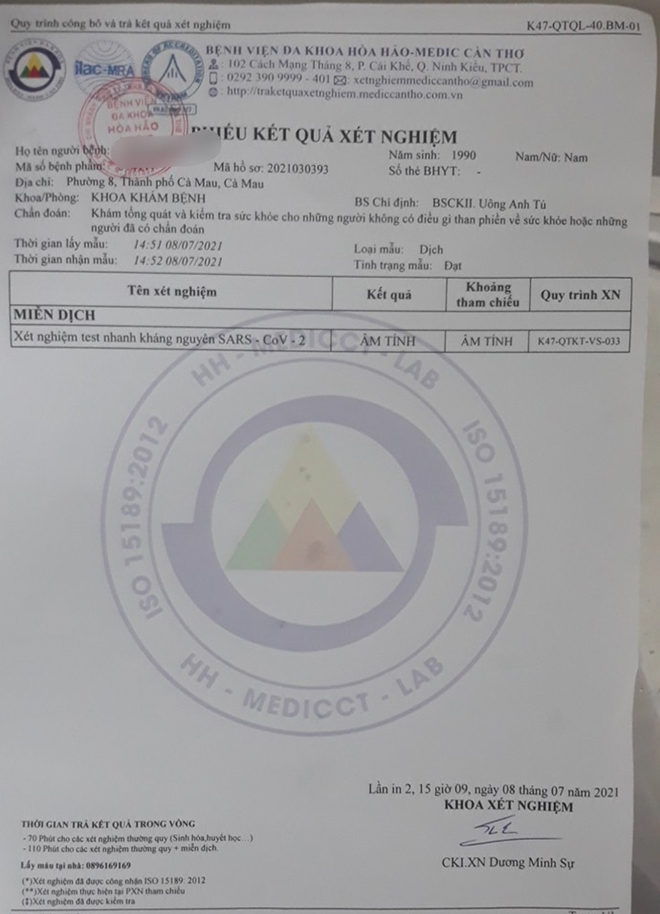 Quy trình công bố và trả kết quả xét nghiệm
K47-QTQL-40.BM-01
ilac-MRA
BỆNH VIỆN ĐA KHOA HÒA HẢO-MEDIC CẦN THƠ
: 102 Cách Mạng Tháng 8, P. Cái Khế, Q. Ninh Kiều, TPCT.
: 0292 390 9999 - 401 : xetnghiemmediccantho@gmail.com
: http://traketquaxetnghiem.mediccantho.com.vn
BỆNH VIỆN
ĐA KHOA
HÒA HẢO
PHIẾU KẾT QUẢ XÉT NGHIỆM
Họ tên người bệnh:
Năm sinh: 1990 Nam/Nữ: Nam
Mã số bệnh phẩm:
Mã hồ sơ: 2021030393
Số thẻ BHYT: -
Địa chỉ: Phường 8, Thành phố Cà Mau, Cà Mau
Khoa/Phòng: KHOA KHÁM BỆNH
BS Chỉ định: BSCKII. Uông Anh Tú
Chẩn đoán: Khám tổng quát và kiểm tra sức khỏe cho những người không có điều gì than phiền về sức khỏe hoặc những
người đã có chẩn đoán
Thời gian lấy mẫu: 14:51 08/07/2021
Loại mẫu: Dịch
Thời gian nhận mẫu: 14:52 08/07/2021
Tình trạng mẫu: Đạt
Tên xét nghiệm Kết quả Khoảng tham chiếu Quy trình XN
MIỄN DỊCH
Xét nghiệm test nhanh kháng nguyên SARS - CoV - 2 ÂM TÍNH ÂM TÍNH K47-QTKT-VS-033
HH - MEDICCT - LAB
ISO 15189:2012
ISO 15189:2012
HH - MEDICCT - LAB
Lần in 2, 15 giờ 09, ngày 08 tháng 07 năm 2021
KHOA XÉT NGHIỆM
CKI.XN Dương Minh Sự
THỜI GIAN TRẢ KẾT QUẢ TRONG VÒNG
- 70 Phút cho các xét nghiệm thường quy (Sinh hóa,huyết học…)
- 110 Phút cho các xét nghiệm thường quy + miễn dịch.
Lấy máu tại nhà: 0896169169
(*)Xét nghiệm đã được công nhận ISO 15189: 2012
(**)Xét nghiệm thực hiện tại PXN tham chiếu
(‡)Xét nghiệm đã được kiểm tra